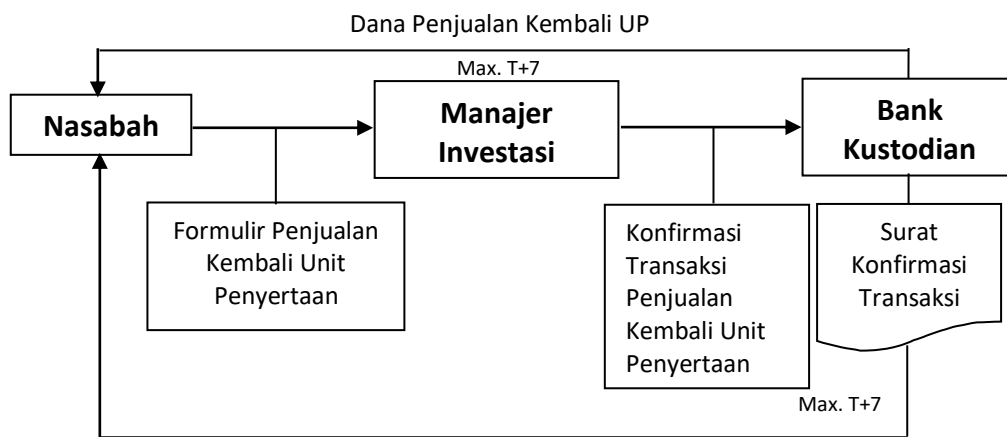 Dana Penjualan Kembali UP
Max. T+7
Nasabah
Manajer
Investasi
Bank
Kustodian
Formulir Penjualan
Kembali Unit
Penyertaan
Konfirmasi
Transaksi
Penjualan
Kembali Unit
Penyertaan
Surat
Konfirmasi
Transaksi
Max. T+7